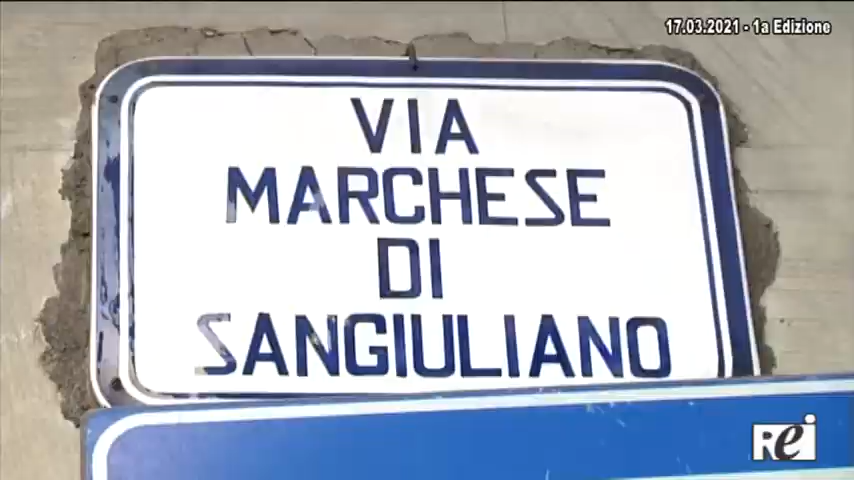 17.03.2021 - 1a Edizione
VIA
MARCHESE
DI
SANGIULIANO
REi